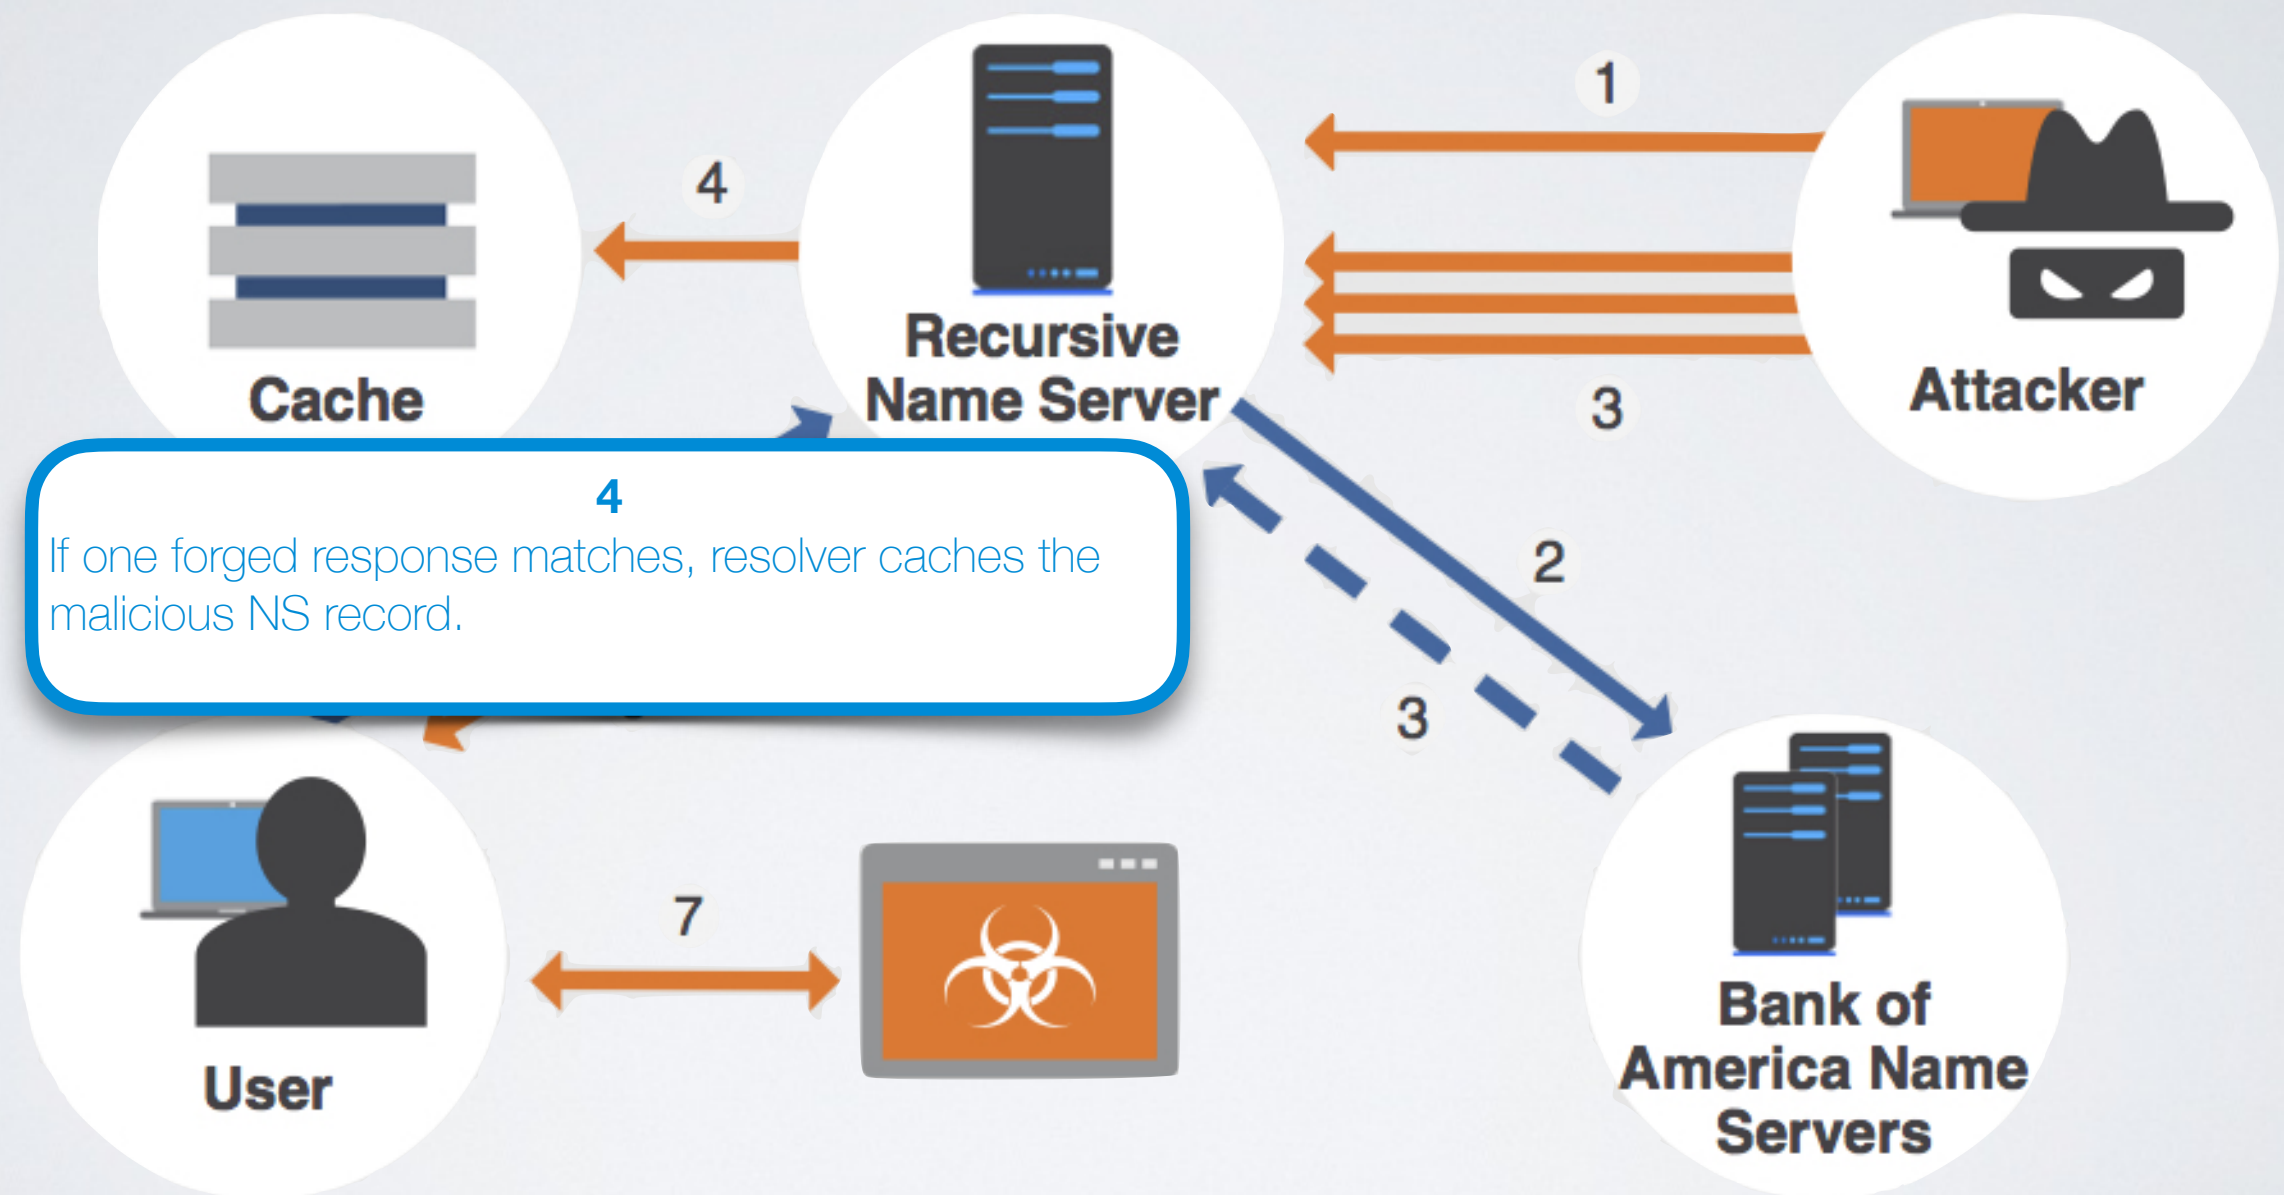 1
4
Recursive
Name Server
Cache
3
Attacker
4
If one forged response matches, resolver caches the
malicious NS record.
2
3
7
User
Bank of
America Name
Servers